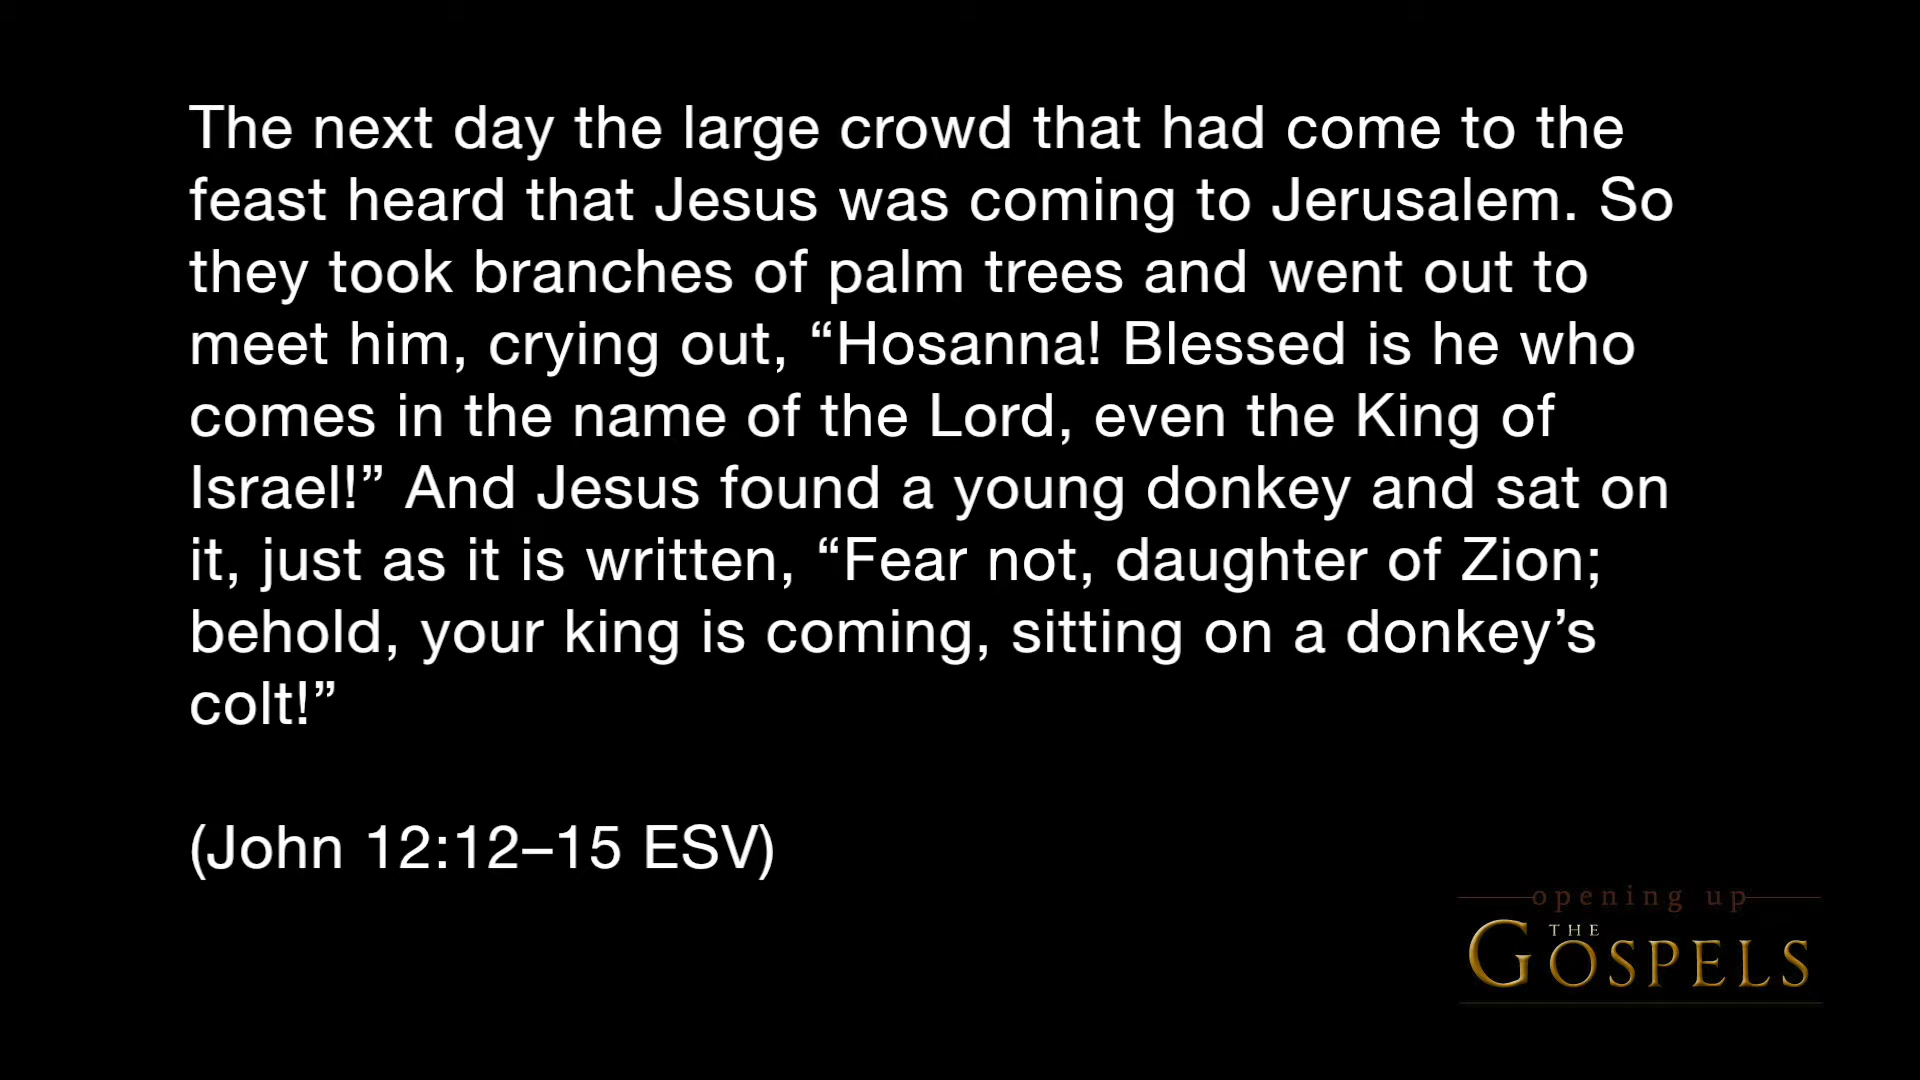 The next day the large crowd that had come to the
feast heard that Jesus was coming to Jerusalem. So
they took branches of palm trees and went out to
meet him, crying out, “Hosanna! Blessed is he who
comes in the name of the Lord, even the King of
Israel!” And Jesus found a young donkey and sat on
it, just as it is written, “Fear not, daughter of Zion;
behold, your king is coming, sitting on a donkey’s
colt!”
(John 12:12–15 ESV)
opening up
THE
GOSPELS